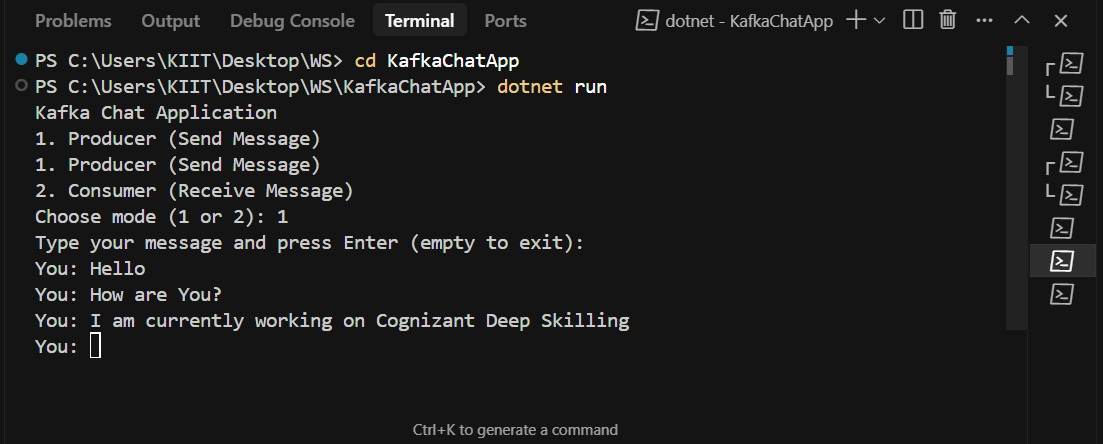 Problems Output Debug Console Terminal Ports dotnet - KafkaChatApp
PS C:\Users\KIIT\Desktop\WS> cd KafkaChatApp
PS C:\Users\KIIT\Desktop\WS\KafkaChatApp> dotnet run
Kafka Chat Application
1. Producer (Send Message)
1. Producer (Send Message)
2. Consumer (Receive Message)
Choose mode (1 or 2): 1
Type your message and press Enter (empty to exit):
You: Hello
You: How are You?
You: I am currently working on Cognizant Deep Skilling
You:
Ctrl+K to generate a command